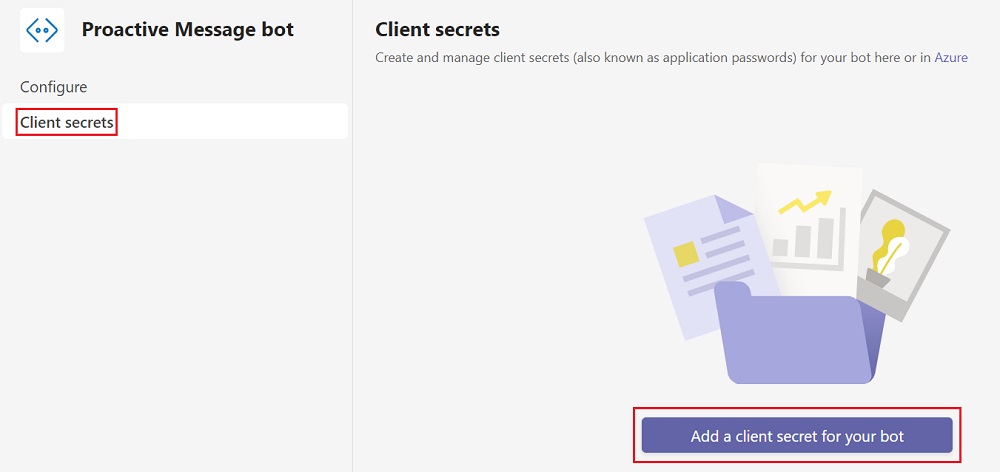 Proactive Message bot
Configure
Client secrets
Client secrets
Create and manage client secrets (also known as application passwords) for your bot here or in Azure
Add a client secret for your bot